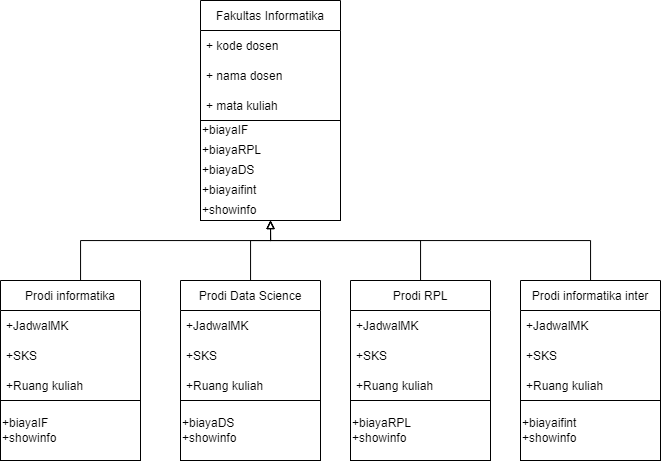 Fakultas Informatika
+ kode dosen
+ nama dosen
+ mata kuliah
+biayaIF
+biayaRPL
+biayaDS
+biayaifint
+showinfo
Prodi informatika
+JadwalMK
+SKS
+Ruang kuliah
+biayaIF
+showinfo
Prodi Data Science
+JadwalMK
+SKS
+Ruang kuliah
+biayaDS
+showinfo
Prodi RPL
+JadwalMK
+SKS
+Ruang kuliah
+biayaRPL
+showinfo
Prodi informatika inter
+JadwalMK
+SKS
+Ruang kuliah
+biayaifint
+showinfo